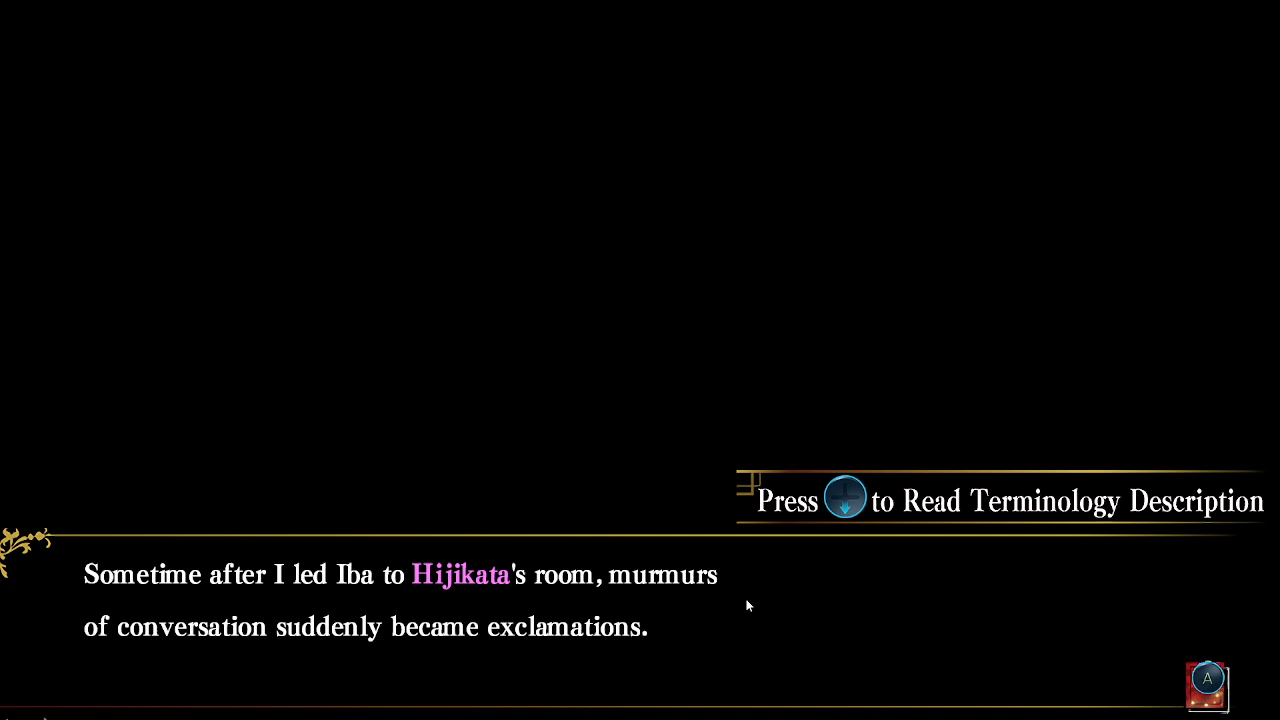 Press to Read Terminology Description
Sometime after I led Iba to Hijikata's room, murmurs
of conversation suddenly became exclamations.
A